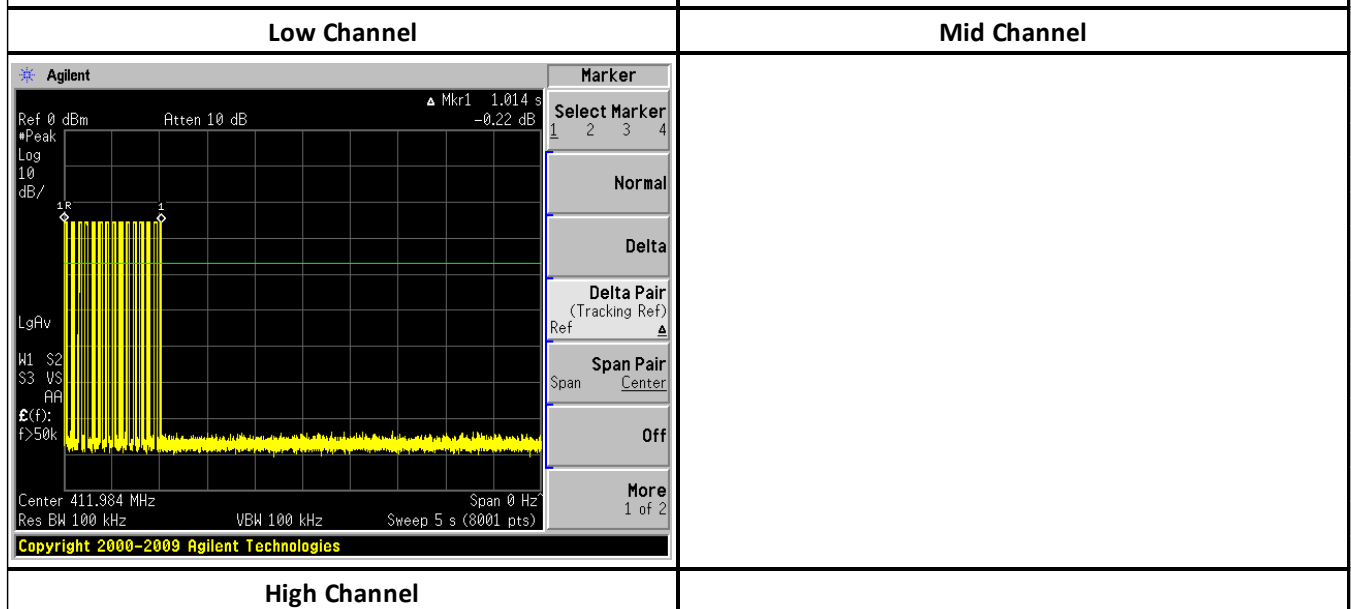 Low Channel
Mid Channel
Agilent
Marker
Δ Mkr1 1.014 s
Ref 0 dBm Atten 10 dB -0.22 dB
#Peak
Log
10
dB/
1R
1
LgAv
W1 S2
S3 VS
AA
£(f):
f>50k
Center 411.984 MHz Span 0 Hz^
Res BW 100 kHz VBW 100 kHz Sweep 5 s (8001 pts)
Select Marker
1 2 3 4
Normal
Delta
Delta Pair
(Tracking Ref)
Ref Δ
Span Pair
Span Center
Off
More
1 of 2
Copyright 2000-2009 Agilent Technologies
High Channel